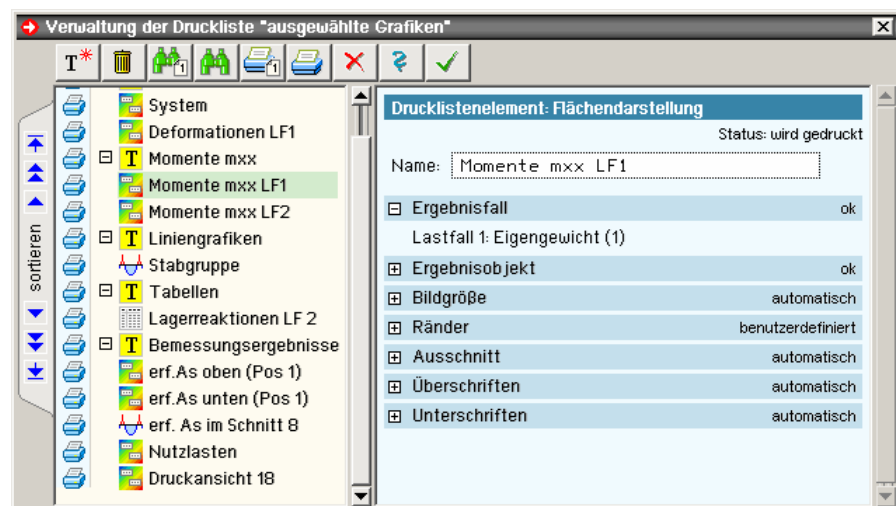 Verwaltung der Druckliste "ausgewählte Grafiken"
T*
1
1
sortieren
System
Deformationen LF1
T Momente mxx
Momente mxx LF1
Momente mxx LF2
T Liniengrafiken
Stabgruppe
T Tabellen
Lagerreaktionen LF 2
T Bemessungsergebnisse
erf.As oben (Pos 1)
erf.As unten (Pos 1)
erf. As im Schnitt 8
Nutzlasten
Druckansicht 18
Drucklistenelement: Flächendarstellung
Status: wird gedruckt
Name: Momente mxx LF1
Ergebnisfall ok
Lastfall 1: Eigengewicht (1)
Ergebnisobjekt ok
Bildgröße automatisch
Ränder benutzerdefiniert
Ausschnitt automatisch
Überschriften automatisch
Unterschriften automatisch